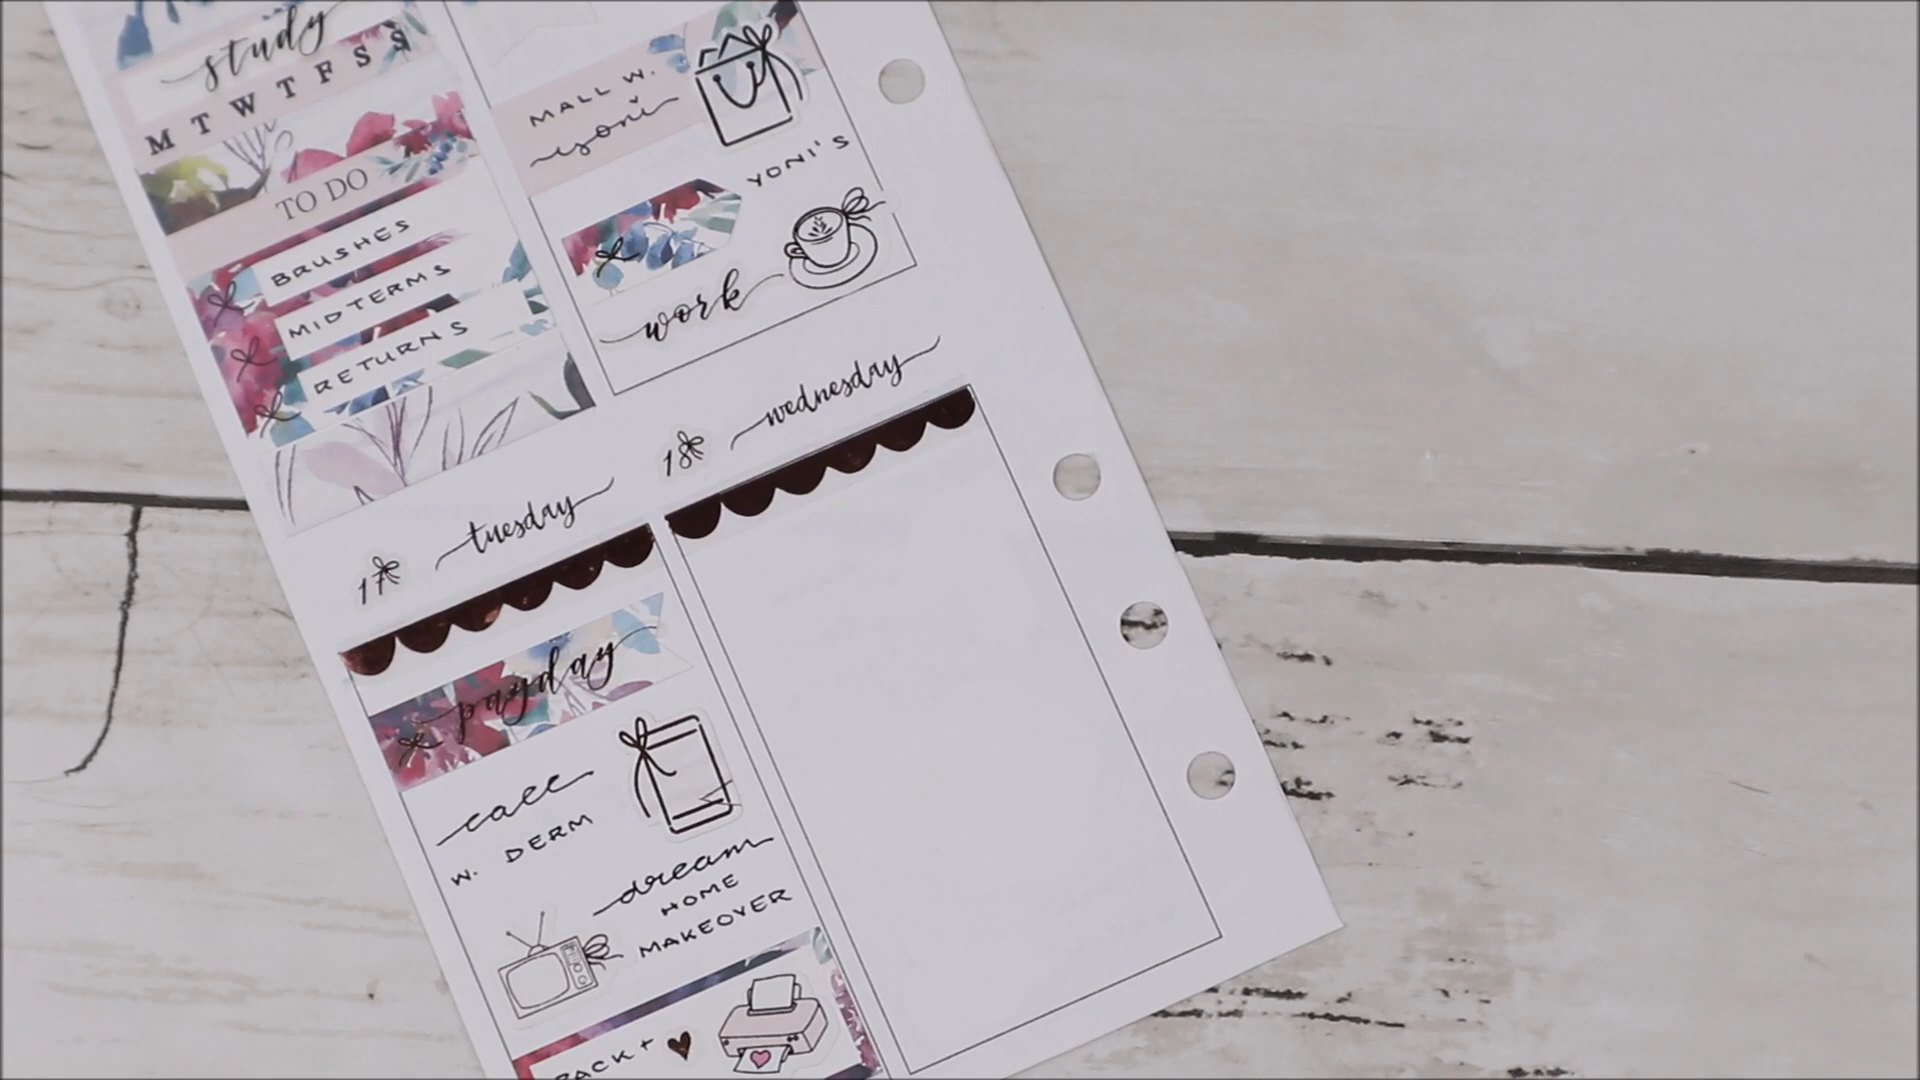 study
M T W T F S S
TO DO
BRUSHES
MIDTERMS
RETURNS
MALL W.
yoni
YONI'S
work
17 tuesday
payday
call
W. DERM
dream
HOME
MAKEOVER
18 wednesday